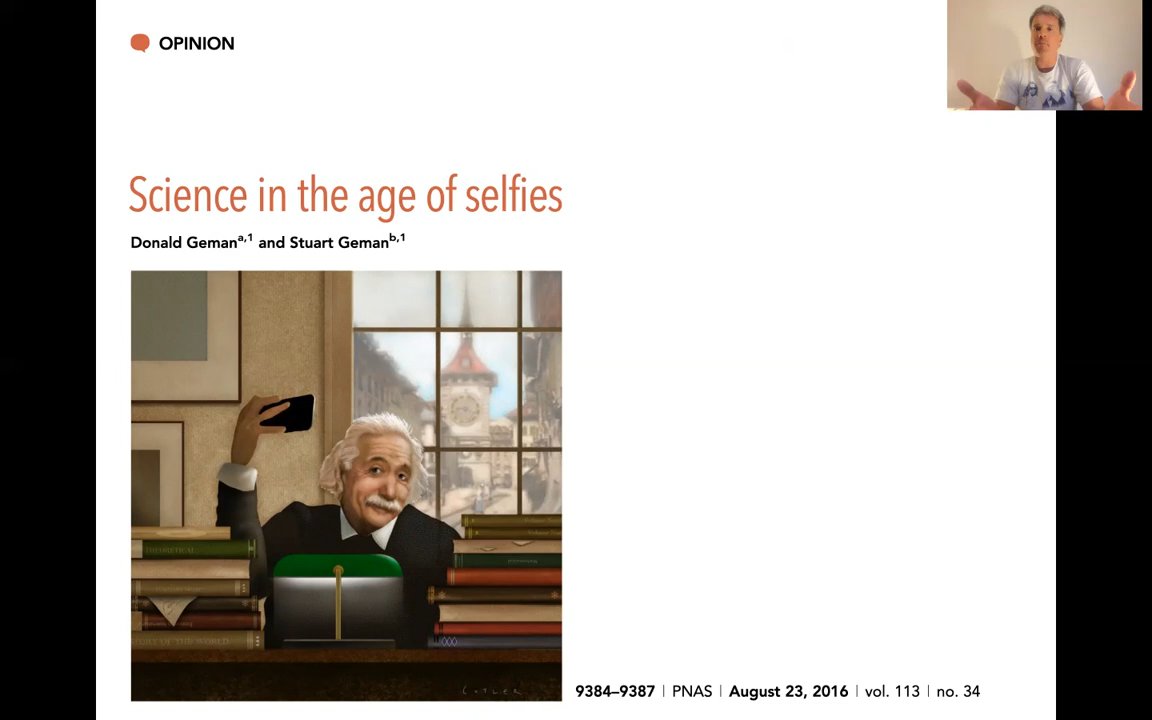 OPINION
Science in the age of selfies
Donald Geman^a,1 and Stuart Geman^b,1
THEORETICAL
9384–9387 | PNAS | August 23, 2016 | vol. 113 | no. 34